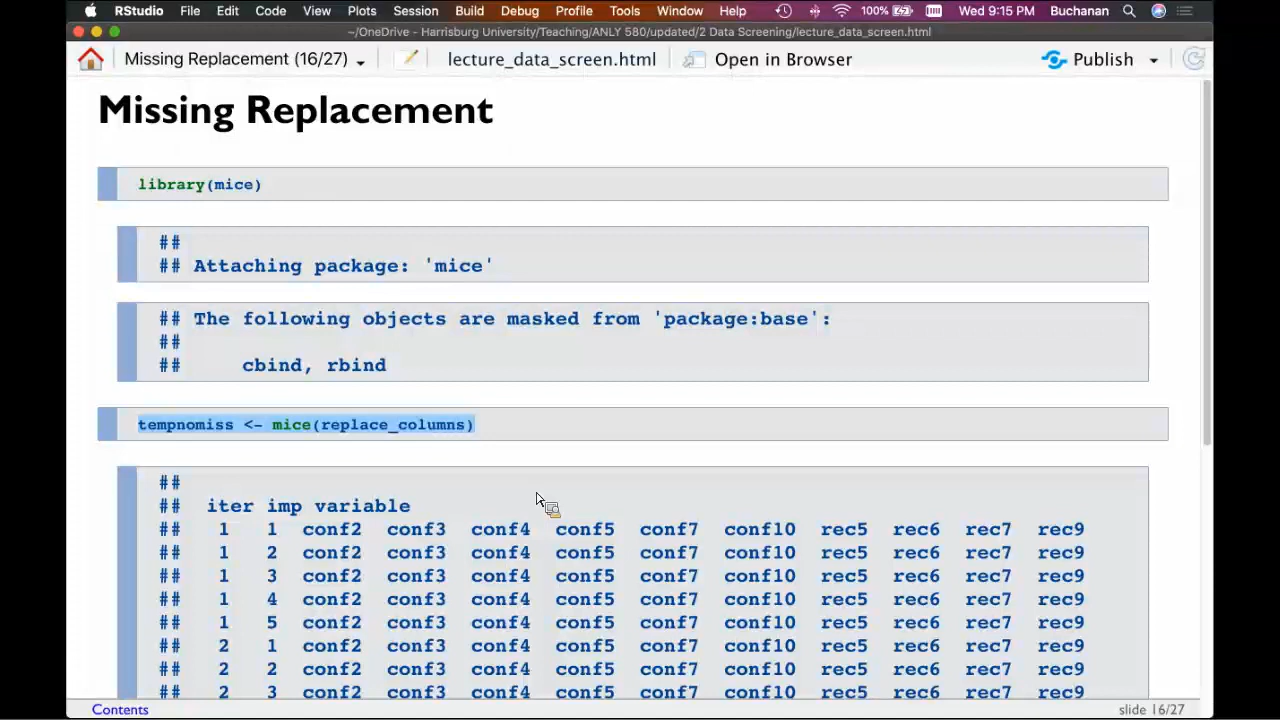 RStudio File Edit Code View Plots Session Build Debug Profile Tools Window Help 100% Wed 9:15 PM Buchanan
~/OneDrive - Harrisburg University/Teaching/ANLY 580/updated/2 Data Screening/lecture_data_screen.html
Missing Replacement (16/27) lecture_data_screen.html Open in Browser Publish
Missing Replacement
library(mice)
##
## Attaching package: 'mice'
## The following objects are masked from 'package:base':
##
## cbind, rbind
tempnomiss <- mice(replace_columns)
##
## iter imp variable
## 1 1 conf2 conf3 conf4 conf5 conf7 conf10 rec5 rec6 rec7 rec9
## 1 2 conf2 conf3 conf4 conf5 conf7 conf10 rec5 rec6 rec7 rec9
## 1 3 conf2 conf3 conf4 conf5 conf7 conf10 rec5 rec6 rec7 rec9
## 1 4 conf2 conf3 conf4 conf5 conf7 conf10 rec5 rec6 rec7 rec9
## 1 5 conf2 conf3 conf4 conf5 conf7 conf10 rec5 rec6 rec7 rec9
## 2 1 conf2 conf3 conf4 conf5 conf7 conf10 rec5 rec6 rec7 rec9
## 2 2 conf2 conf3 conf4 conf5 conf7 conf10 rec5 rec6 rec7 rec9
## 2 3 conf2 conf3 conf4 conf5 conf7 conf10 rec5 rec6 rec7 rec9
Contents slide 16/27